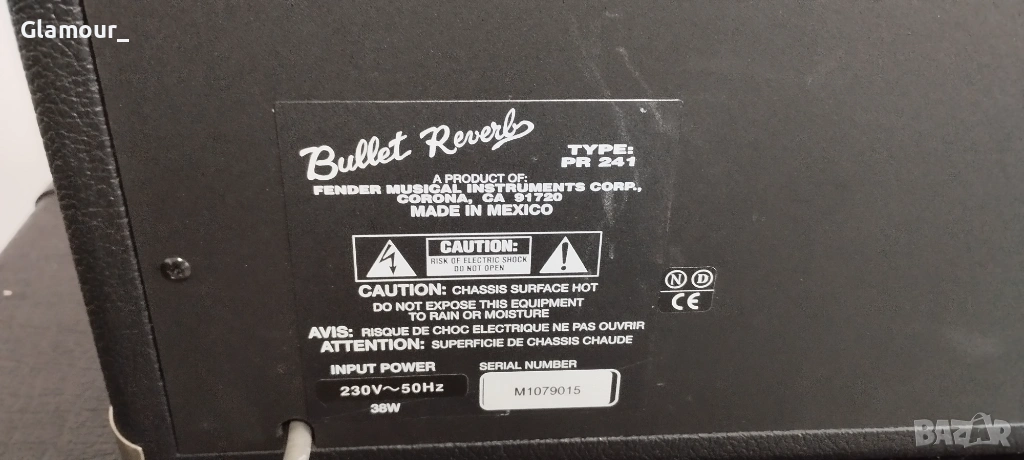 Glamour_
Bullet Reverb
TYPE:
PR 241
A PRODUCT OF:
FENDER MUSICAL INSTRUMENTS CORP.,
CORONA, CA 91720
MADE IN MEXICO
CAUTION:
RISK OF ELECTRIC SHOCK
DO NOT OPEN
CAUTION: CHASSIS SURFACE HOT
DO NOT EXPOSE THIS EQUIPMENT
TO RAIN OR MOISTURE
N D
CE
AVIS: RISQUE DE CHOC ELECTRIQUE NE PAS OUVRIR
ATTENTION: SUPERFICIE DE CHASSIS CHAUDE
INPUT POWER
230V~50Hz
38W
SERIAL NUMBER
M1079015
BAZAR